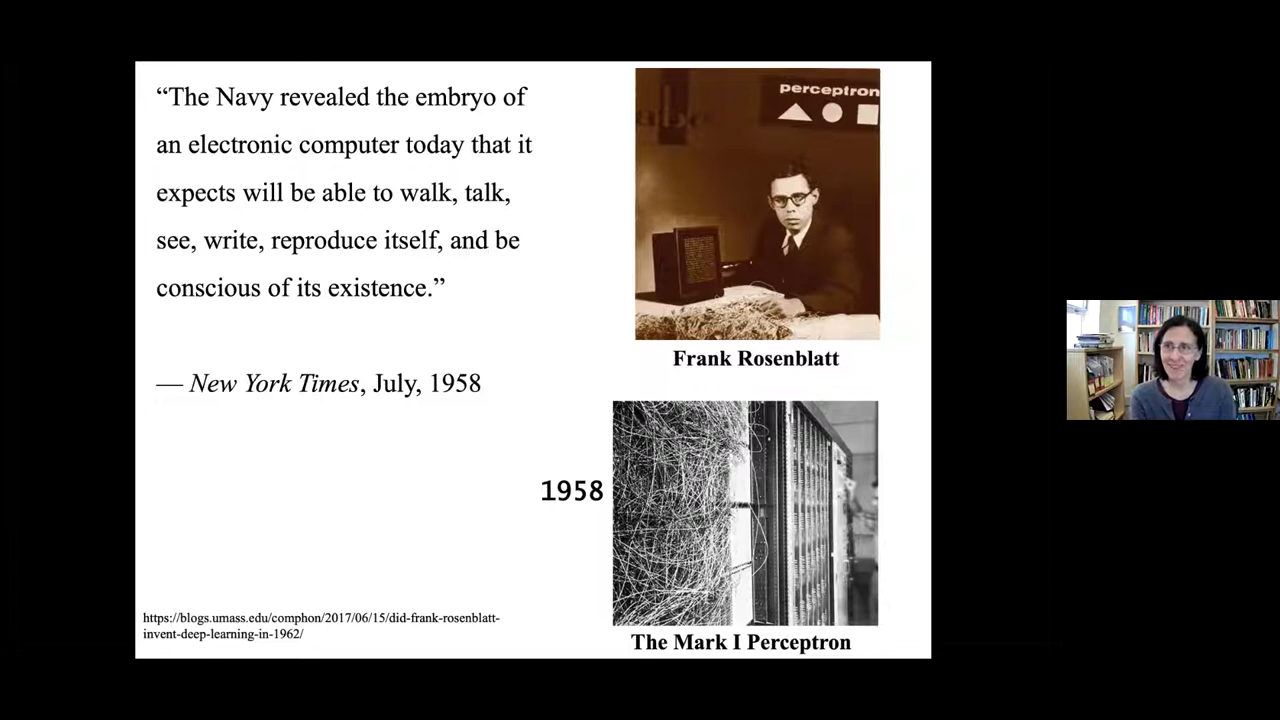 “The Navy revealed the embryo of
an electronic computer today that it
expects will be able to walk, talk,
see, write, reproduce itself, and be
conscious of its existence.”
— New York Times, July, 1958
perceptron
Frank Rosenblatt
1958
The Mark I Perceptron
https://blogs.umass.edu/comphon/2017/06/15/did-frank-rosenblatt-
invent-deep-learning-in-1962/